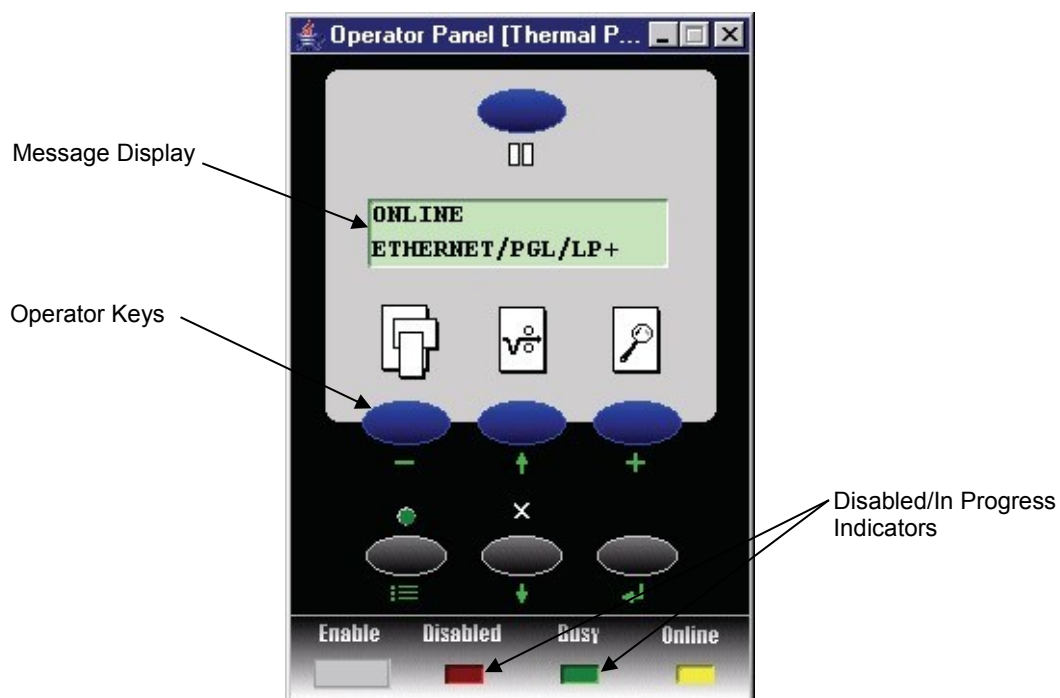 Operator Panel [Thermal P...
Message Display
ONLINE
ETHERNET/PGL/LP+
Operator Keys
Disabled/In Progress
Indicators
Enable Disabled Busy Online